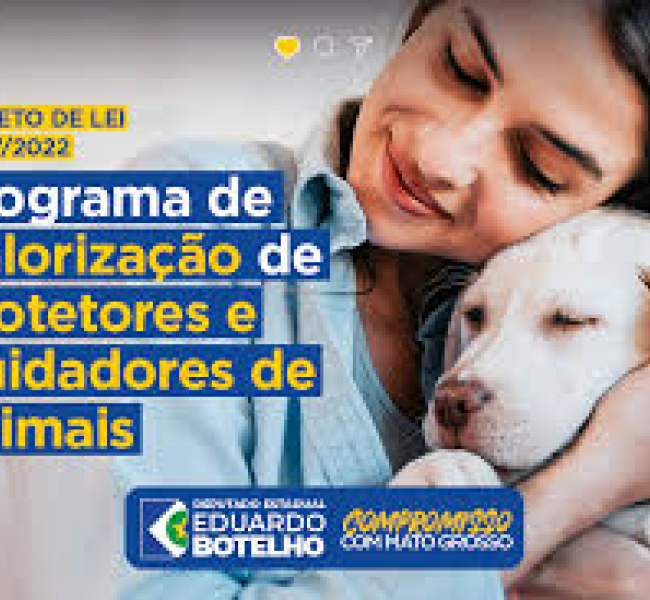 ETO DE LEI
/2022
ograma de
alorização de
otetores e
uidadores de
imais
DEPUTADO ESTADUAL
EDUARDO
BOTELHO
COMPROMISSO
COM MATO GROSSO